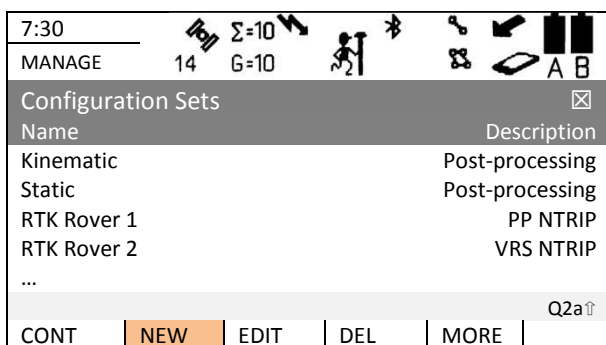 7:30 Σ=10
MANAGE 14 G=10 2 A B
Configuration Sets
Name Description
Kinematic Post-processing
Static Post-processing
RTK Rover 1 PP NTRIP
RTK Rover 2 VRS NTRIP
...
Q2a⇧
CONT NEW EDIT DEL MORE